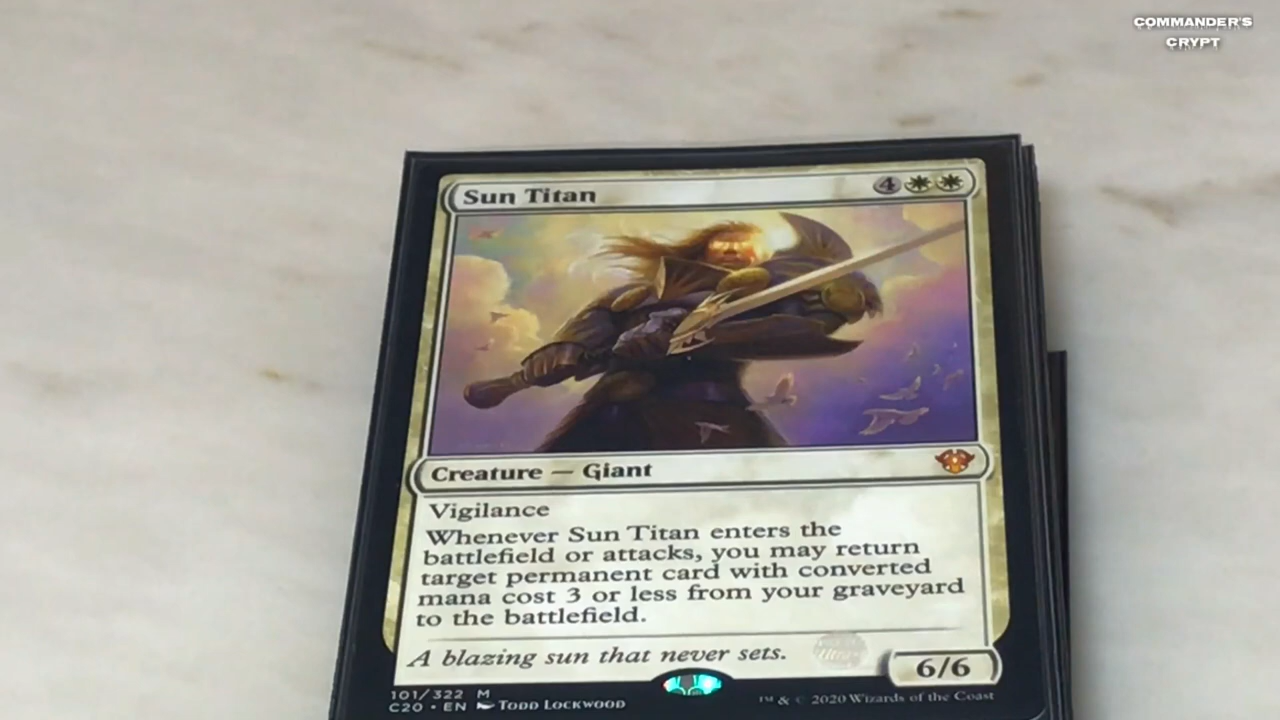 COMMANDER'S
CRYPT
Sun Titan 4
Creature — Giant
Vigilance
Whenever Sun Titan enters the
battlefield or attacks, you may return
target permanent card with converted
mana cost 3 or less from your graveyard
to the battlefield.
A blazing sun that never sets.
6/6
101/322 M
C20 • EN Todd Lockwood
™ & © 2020 Wizards of the Coast